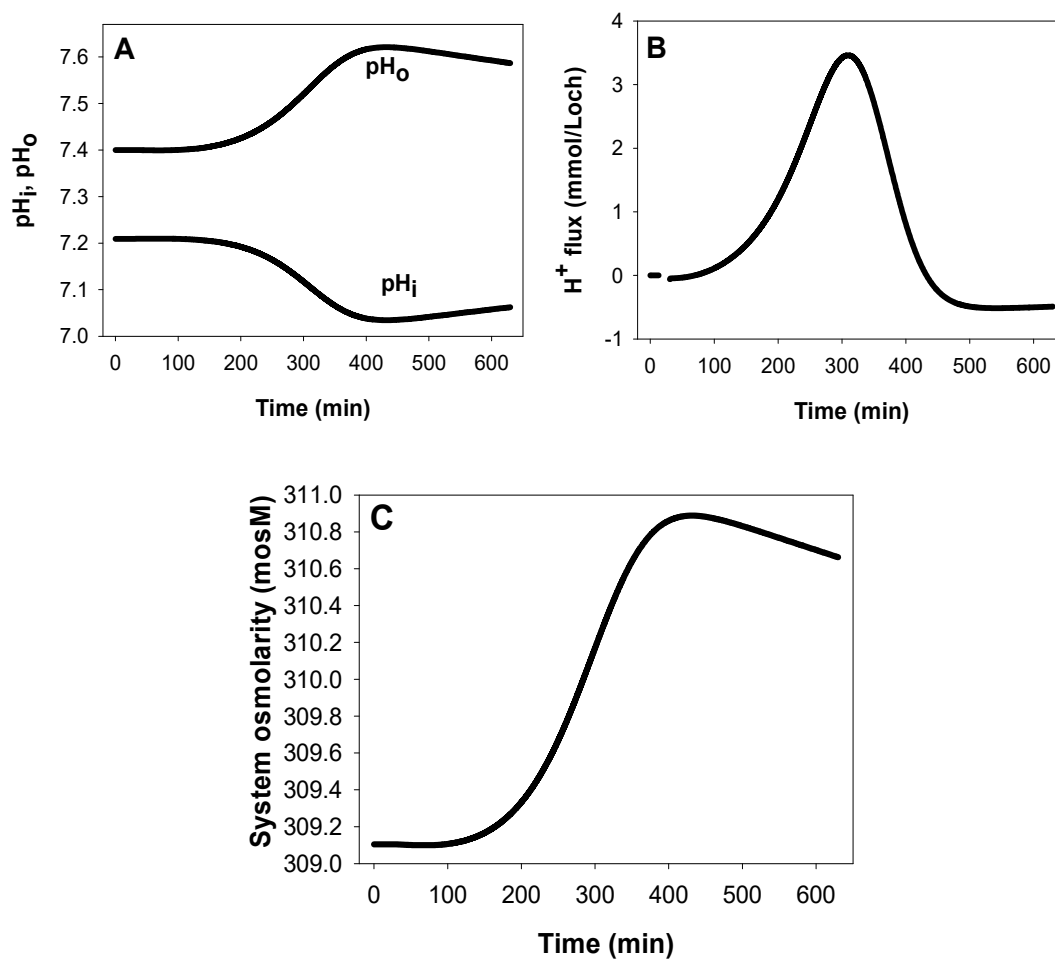 A
pHi, pHo
7.6
7.5
7.4
7.3
7.2
7.1
7.0
pHo
pHi
0 100 200 300 400 500 600
Time (min)
B
H+ flux (mmol/Loch)
4
3
2
1
0
-1
0 100 200 300 400 500 600
Time (min)
C
System osmolarity (mosM)
311.0
310.8
310.6
310.4
310.2
310.0
309.8
309.6
309.4
309.2
309.0
0 100 200 300 400 500 600
Time (min)